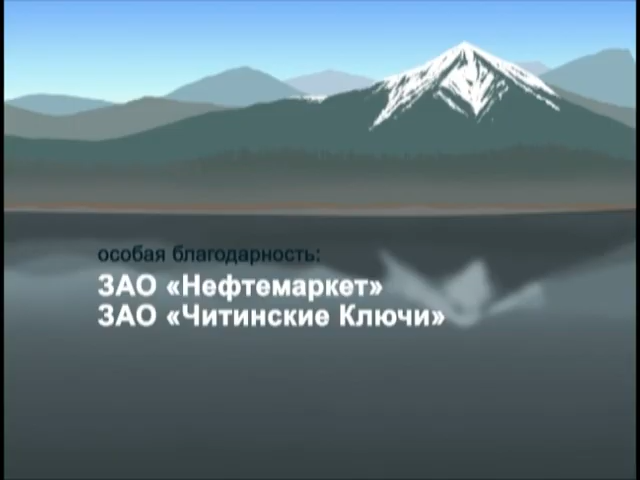 особая благодарность:
ЗАО «Нефтемаркет»
ЗАО «Читинские Ключи»